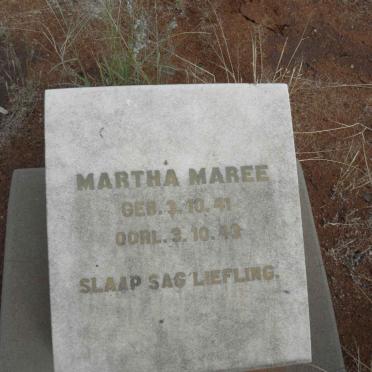 MARTHA MAREE
GEB. 3.10.41
OORL. 3.10.43
SLAAP SAG LIEFLING.